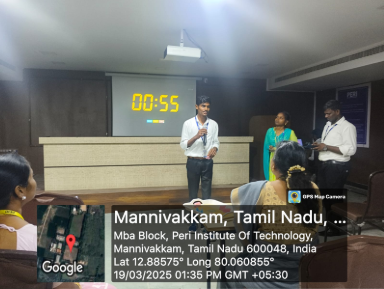 00:55
PERI
GPS Map Camera
Mannivakkam, Tamil Nadu, ...
Mba Block, Peri Institute Of Technology,
Mannivakkam, Tamil Nadu 600048, India
Lat 12.88575° Long 80.060855°
19/03/2025 01:35 PM GMT +05:30
Google